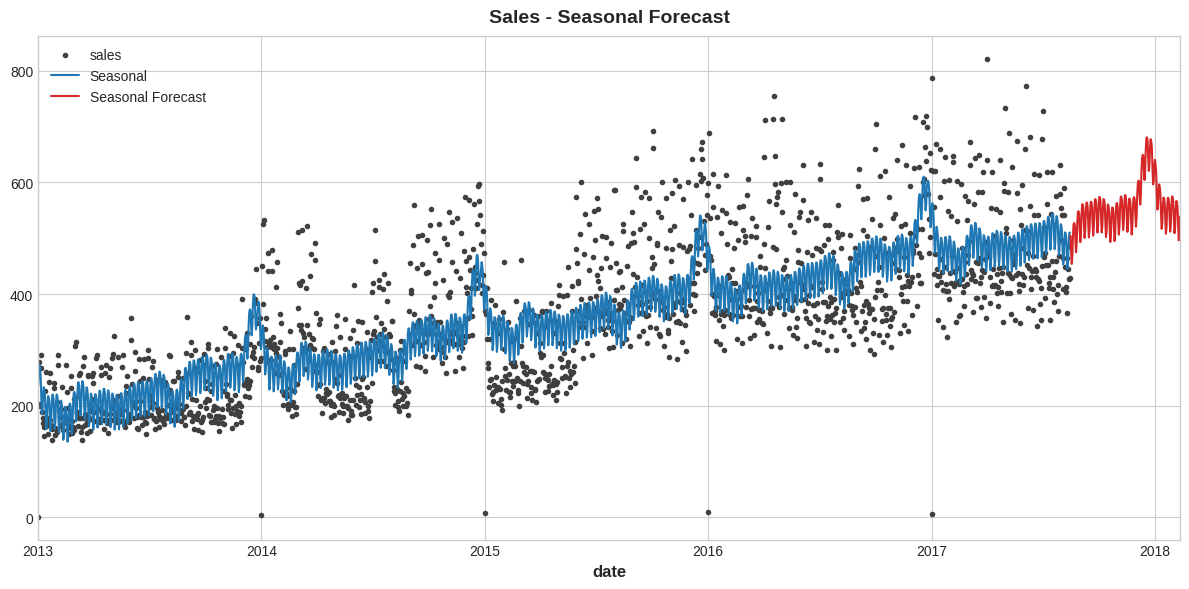 Sales - Seasonal Forecast
sales
Seasonal
Seasonal Forecast
800
600
400
200
0
2013 2014 2015 2016 2017 2018
date